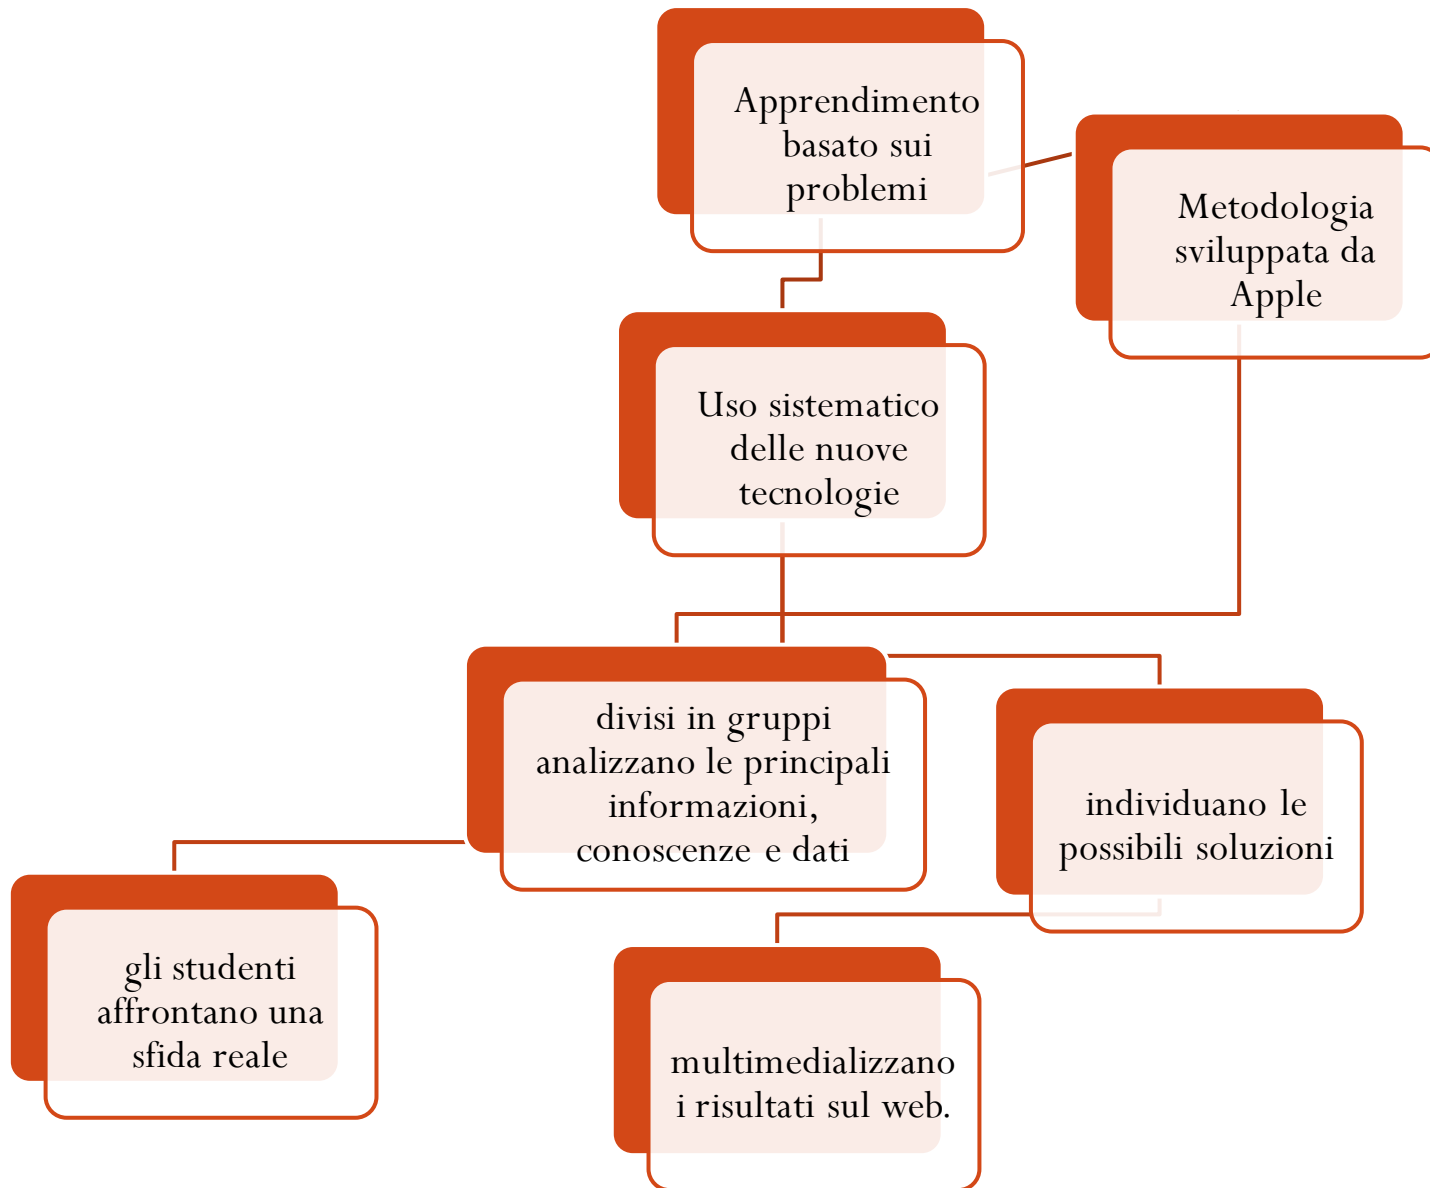 Apprendimento
basato sui
problemi
Metodologia
sviluppata da
Apple
Uso sistematico
delle nuove
tecnologie
divisi in gruppi
analizzano le principali
informazioni,
conoscenze e dati
individuano le
possibili soluzioni
gli studenti
affrontano una
sfida reale
multimedializzano
i risultati sul web.